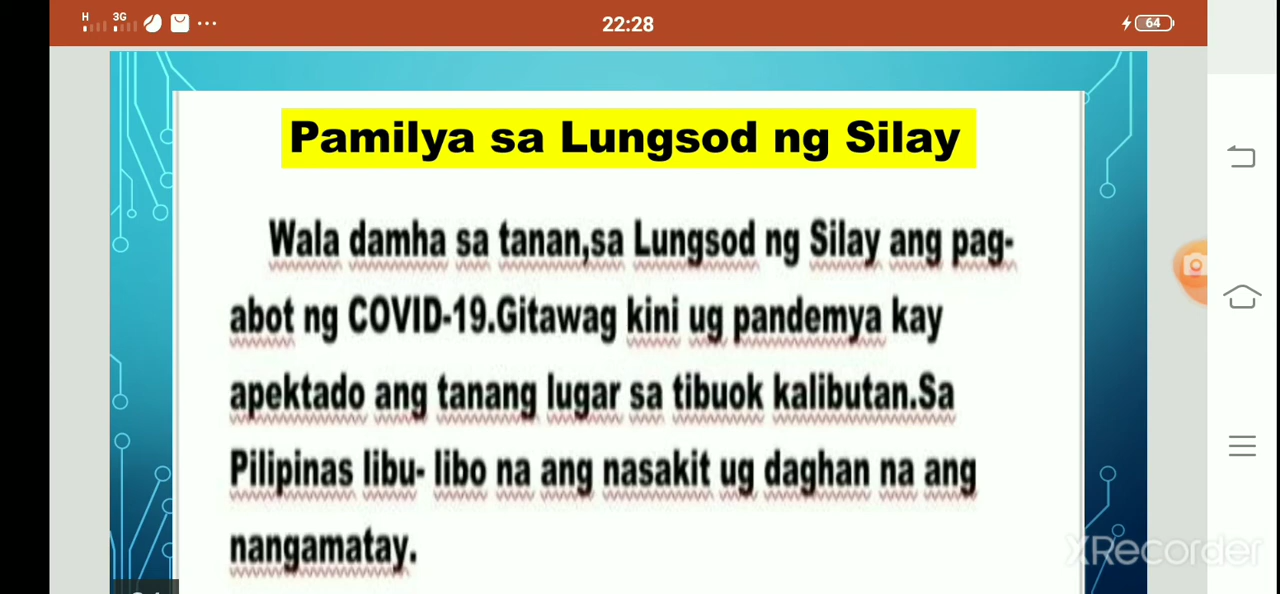 H 3G 22:28 64
Pamilya sa Lungsod ng Silay
Wala damha sa tanan,sa Lungsod ng Silay ang pag-
abot ng COVID-19.Gitawag kini ug pandemya kay
apektado ang tanang lugar sa tibuok kalibutan.Sa
Pilipinas libu- libo na ang nasakit ug daghan na ang
nangamatay.
XRecorder